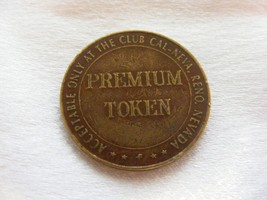 ACCEPTABLE ONLY AT THE CLUB CAL-NEVA, RENO, NEVADA
PREMIUM
TOKEN